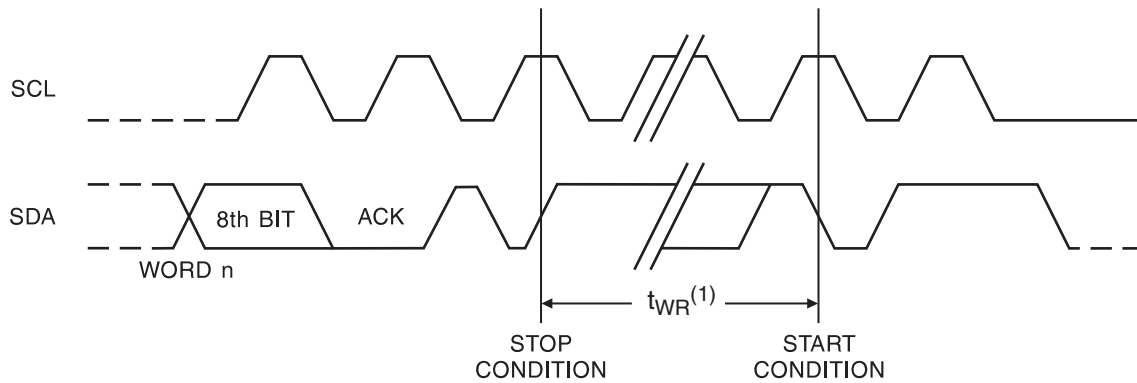 SCL
SDA
8th BIT
ACK
WORD n
tWR(1)
STOP
CONDITION
START
CONDITION